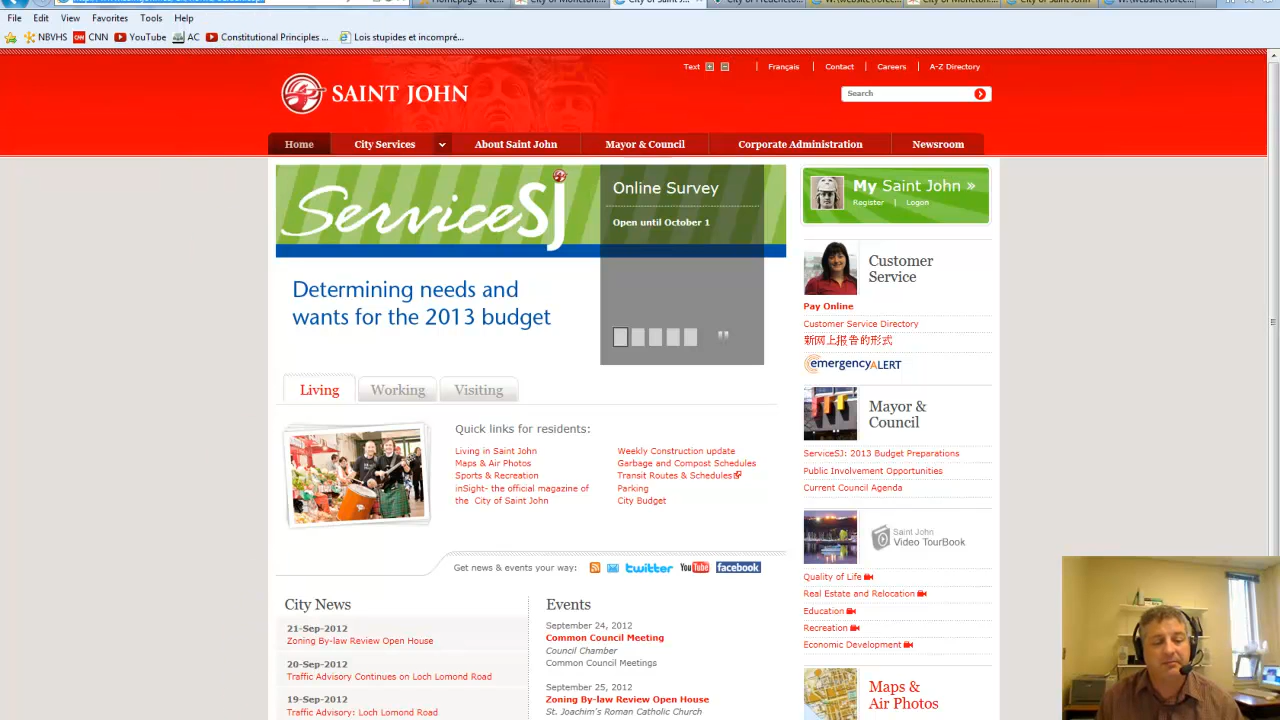 File Edit View Favorites Tools Help
NBVHS CNN YouTube AC Constitutional Principles ... Lois stupides et incompré...
Text Français Contact Careers A-Z Directory
SAINT JOHN
Search
Home City Services About Saint John Mayor & Council Corporate Administration Newsroom
ServiceSJ
Online Survey
Open until October 1
Determining needs and
wants for the 2013 budget
My Saint John »
Register | Logon
Customer
Service
Pay Online
Customer Service Directory
新网上报告的形式
emergencyALERT
Living Working Visiting
Quick links for residents:
Living in Saint John
Maps & Air Photos
Sports & Recreation
inSight- the official magazine of
the City of Saint John
Weekly Construction update
Garbage and Compost Schedules
Transit Routes & Schedules
Parking
City Budget
Mayor &
Council
ServiceSJ: 2013 Budget Preparations
Public Involvement Opportunities
Current Council Agenda
Saint John
Video TourBook
Quality of Life
Real Estate and Relocation
Education
Recreation
Economic Development
Get news & events your way: twitter YouTube facebook
City News
21-Sep-2012
Zoning By-law Review Open House
20-Sep-2012
Traffic Advisory Continues on Loch Lomond Road
19-Sep-2012
Traffic Advisory: Loch Lomond Road
Events
September 24, 2012
Common Council Meeting
Council Chamber
Common Council Meetings
September 25, 2012
Zoning By-law Review Open House
St. Joachim's Roman Catholic Church
Maps &
Air Photos